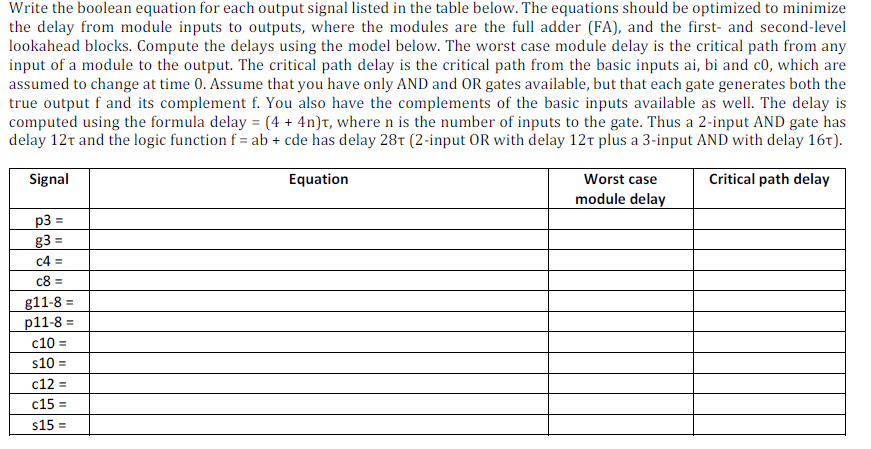 Write the boolean equation for each output signal listed in the table below. The equations should be optimized to minimize
the delay from module inputs to outputs, where the modules are the full adder (FA), and the first- and second-level
lookahead blocks. Compute the delays using the model below. The worst case module delay is the critical path from any
input of a module to the output. The critical path delay is the critical path from the basic inputs ai, bi and c0, which are
assumed to change at time 0. Assume that you have only AND and OR gates available, but that each gate generates both the
true output f and its complement f. You also have the complements of the basic inputs available as well. The delay is
computed using the formula delay = (4 + 4n)τ, where n is the number of inputs to the gate. Thus a 2-input AND gate has
delay 12τ and the logic function f = ab + cde has delay 28τ (2-input OR with delay 12τ plus a 3-input AND with delay 16τ).
Signal Equation Worst case Critical path delay
module delay
p3 =
g3 =
c4 =
c8 =
g11-8 =
p11-8 =
c10 =
s10 =
c12 =
c15 =
s15 =